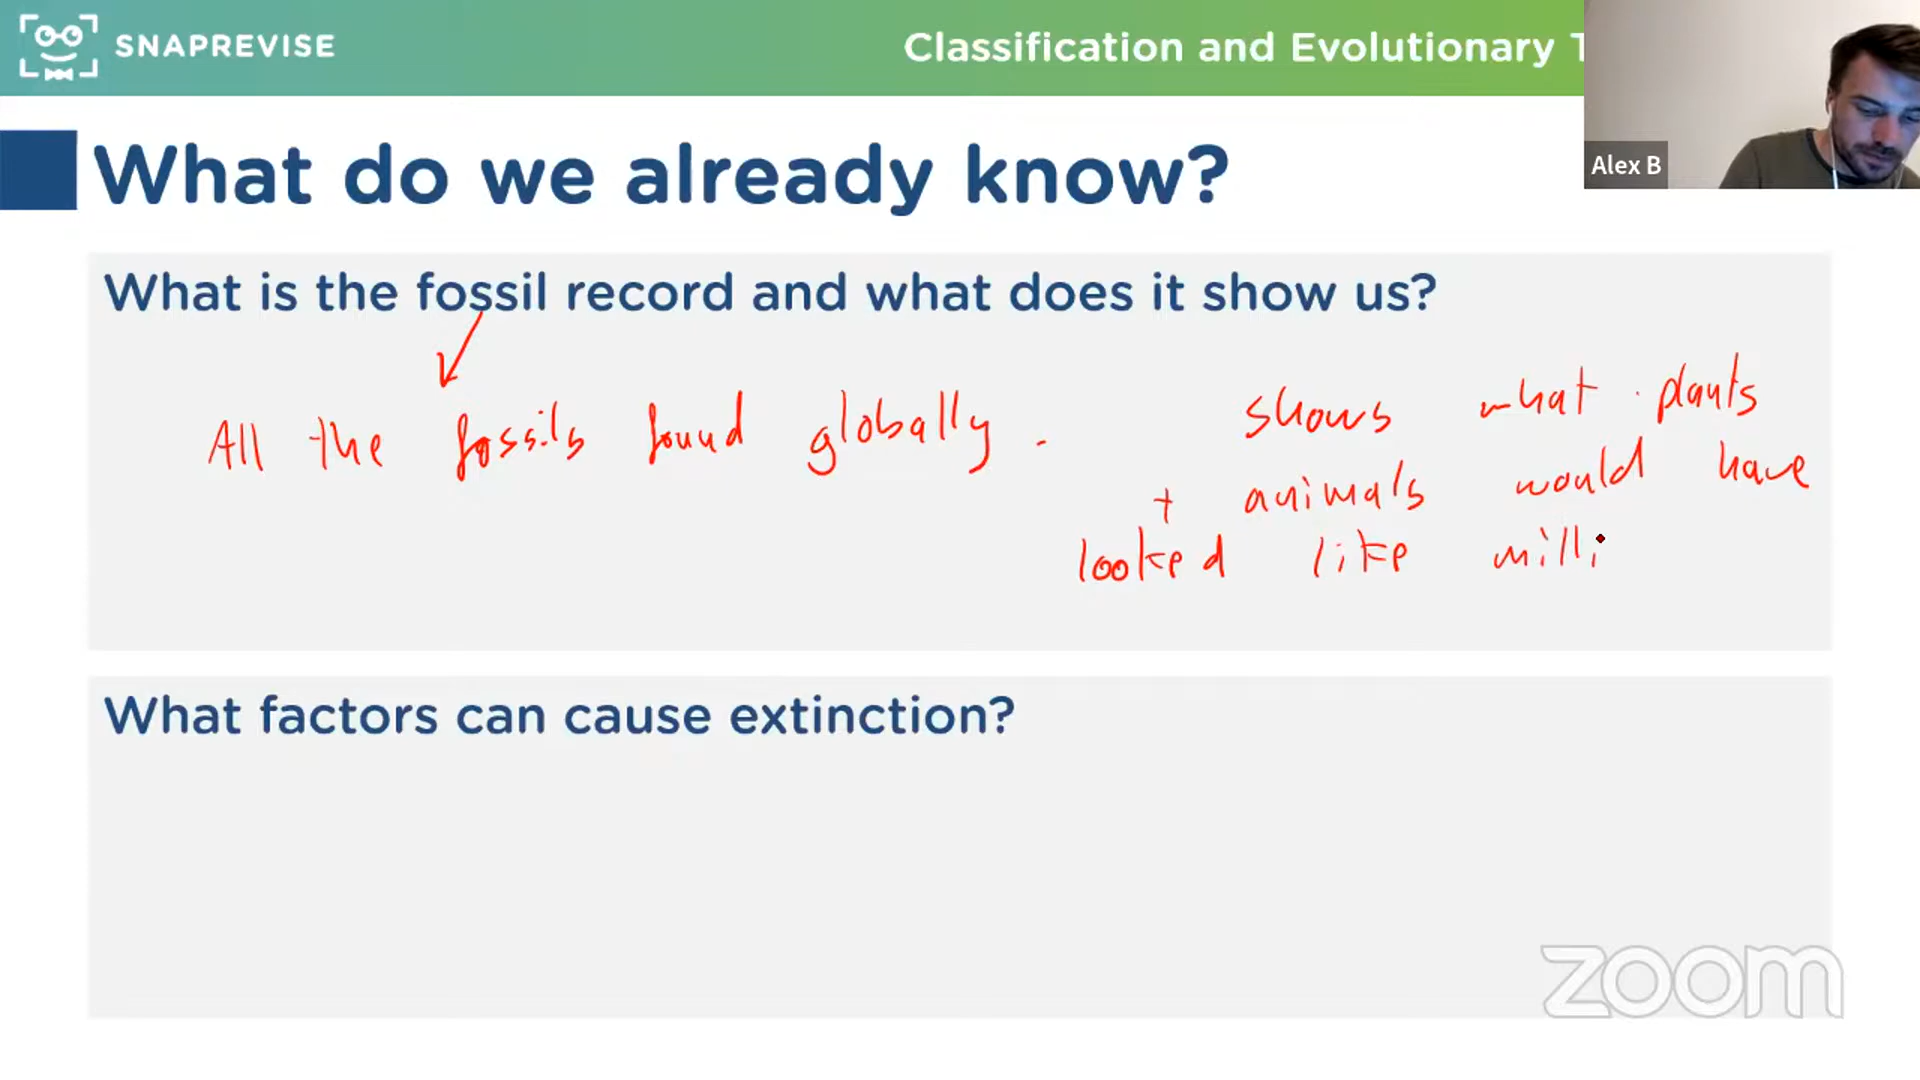 SNAPREVISE
Classification and Evolutionary T
Alex B
What do we already know?
What is the fossil record and what does it show us?
All the fossils found globally.
shows what plants
+ animals would have
looked like milli
What factors can cause extinction?
zoom